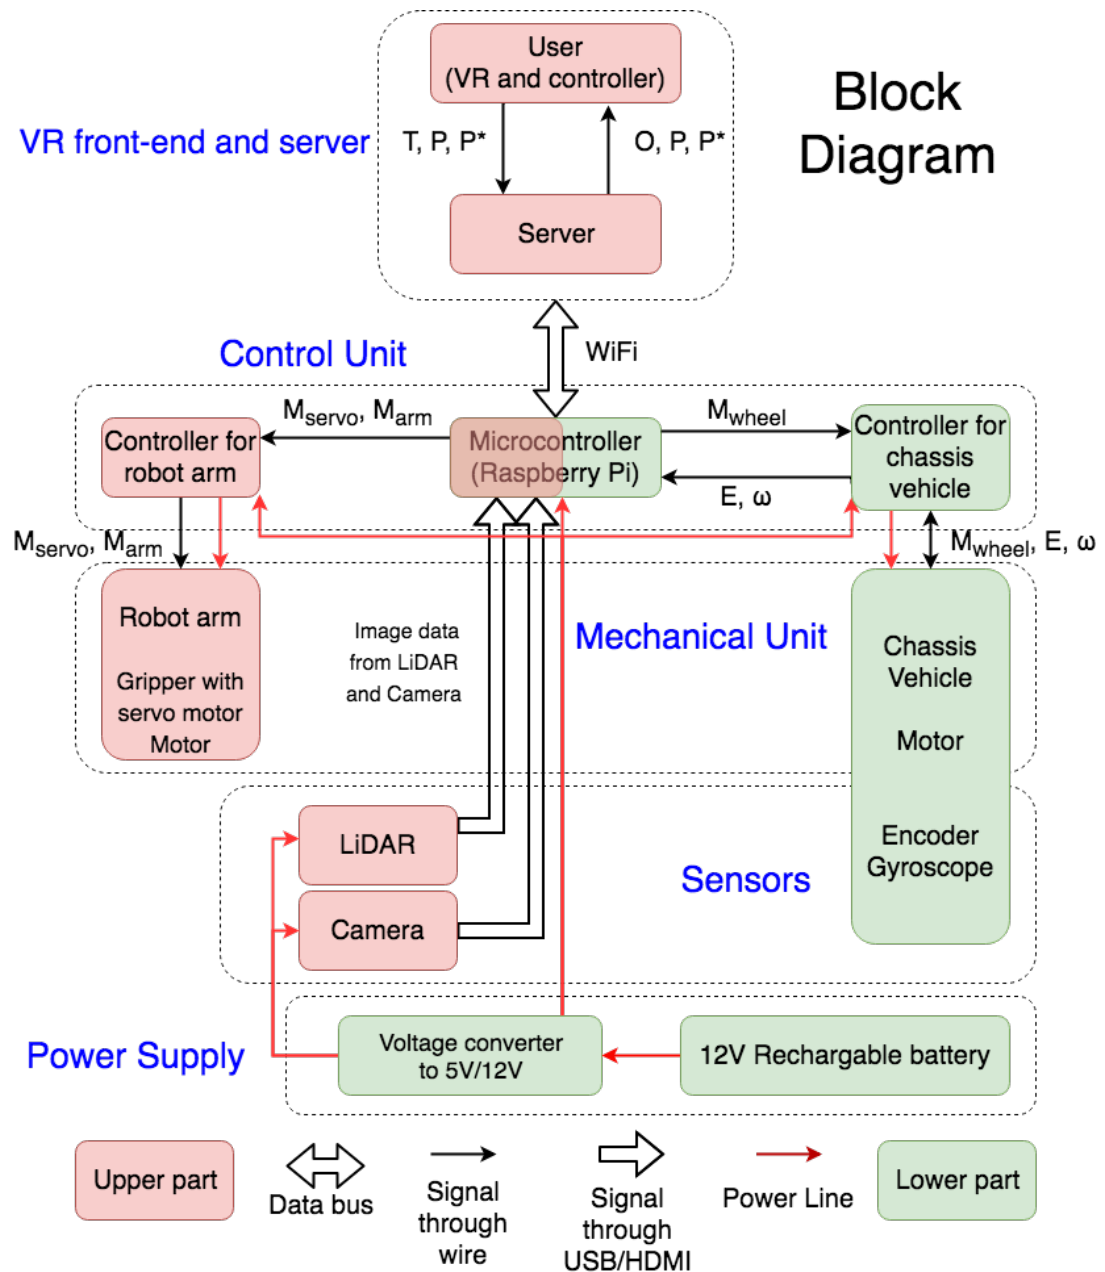 User
(VR and controller)
Block
Diagram
VR front-end and server
T, P, P*
O, P, P*
Server
WiFi
Control Unit
Mservo, Marm
Mwheel
Controller for
robot arm
Microcontroller
(Raspberry Pi)
Controller for
chassis
vehicle
E, ω
Mservo, Marm
Mwheel, E, ω
Robot arm
Gripper with
servo motor
Motor
Image data
from LiDAR
and Camera
Mechanical Unit
Chassis
Vehicle
Motor
Encoder
Gyroscope
LiDAR
Camera
Sensors
Power Supply
Voltage converter
to 5V/12V
12V Rechargable battery
Upper part
Data bus
Signal
through
wire
Signal
through
USB/HDMI
Power Line
Lower part